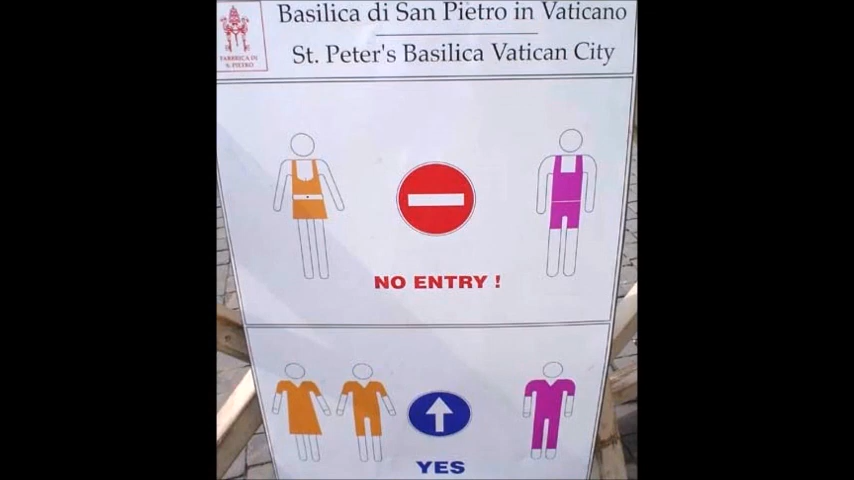 Basilica di San Pietro in Vaticano
St. Peter's Basilica Vatican City
FABBRICA DI
S. PIETRO
NO ENTRY !
YES